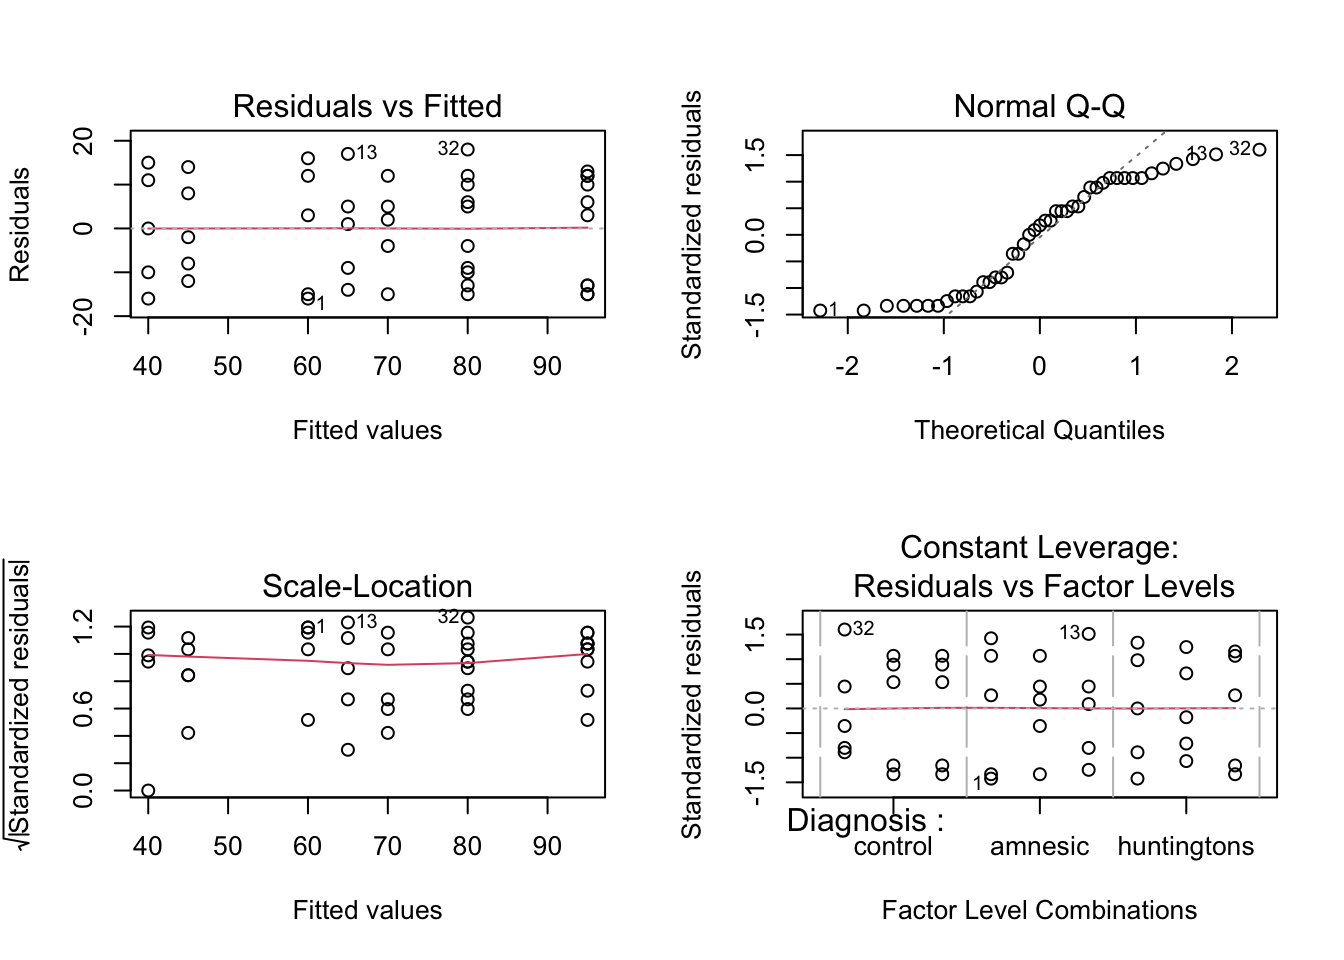 Residuals vs Fitted
Residuals
20
0
-20
13
32
1
40 50 60 70 80 90
Fitted values
Normal Q-Q
Standardized residuals
1.5
0.0
-1.5
13
32
1
-2 -1 0 1 2
Theoretical Quantiles
Scale-Location
√|Standardized residuals|
1.2
0.6
0.0
1
13
32
40 50 60 70 80 90
Fitted values
Constant Leverage:
Residuals vs Factor Levels
Standardized residuals
1.5
0.0
-1.5
32
13
1
Diagnosis :
control amnesic huntingtons
Factor Level Combinations